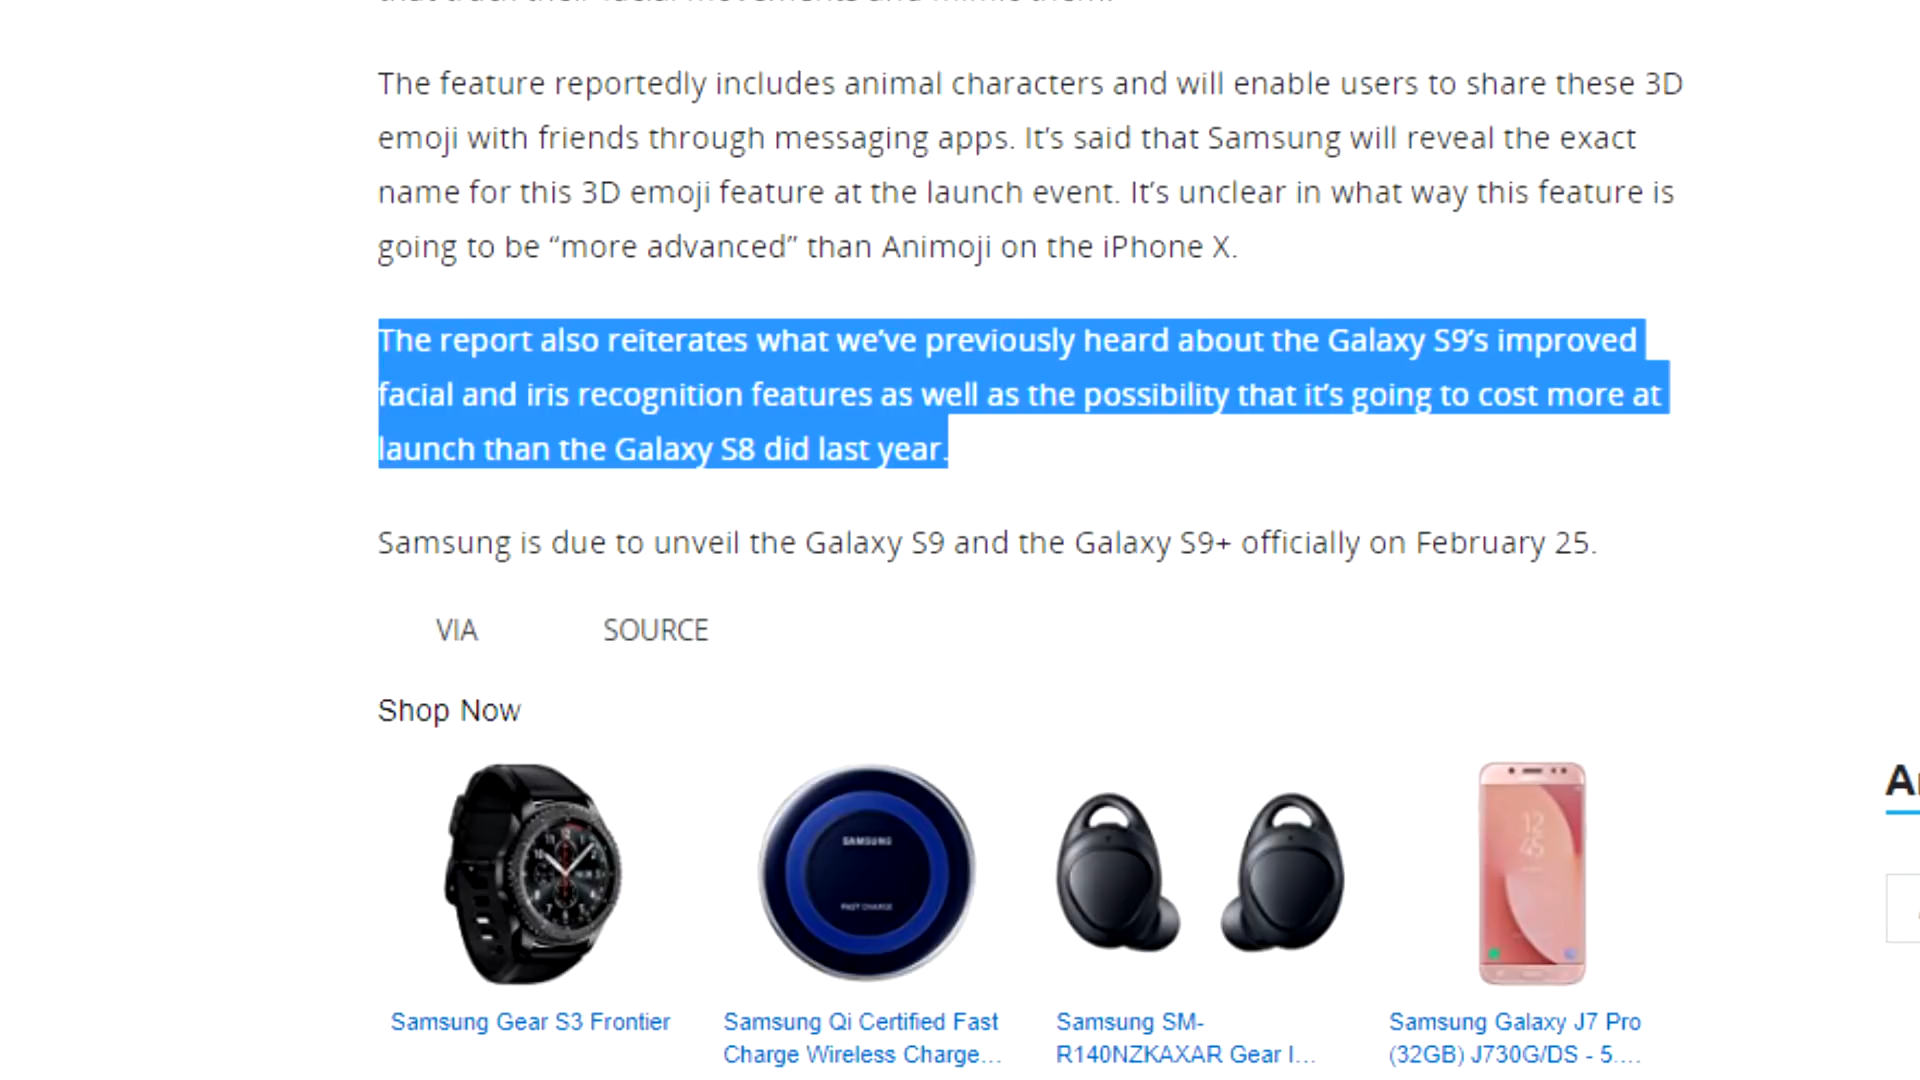 The feature reportedly includes animal characters and will enable users to share these 3D
emoji with friends through messaging apps. It’s said that Samsung will reveal the exact
name for this 3D emoji feature at the launch event. It’s unclear in what way this feature is
going to be “more advanced” than Animoji on the iPhone X.
The report also reiterates what we’ve previously heard about the Galaxy S9’s improved
facial and iris recognition features as well as the possibility that it’s going to cost more at
launch than the Galaxy S8 did last year.
Samsung is due to unveil the Galaxy S9 and the Galaxy S9+ officially on February 25.
VIA SOURCE
Shop Now
SAMSUNG
FAST CHARGE
12
45
Samsung Gear S3 Frontier
Samsung Qi Certified Fast
Charge Wireless Charge...
Samsung SM-
R140NZKAXAR Gear I...
Samsung Galaxy J7 Pro
(32GB) J730G/DS - 5....